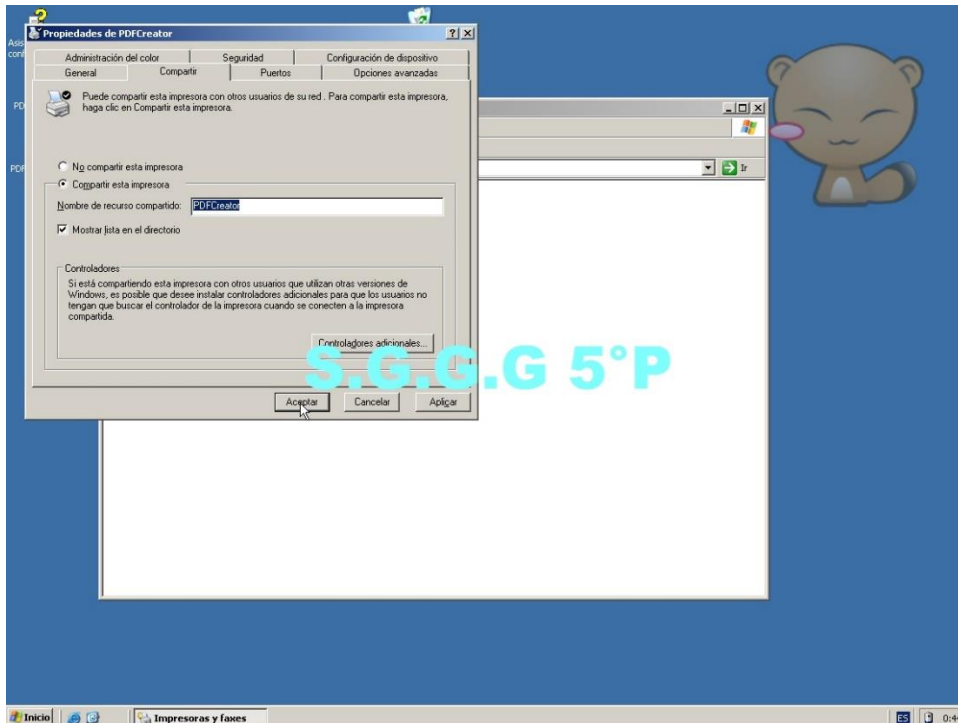 Propiedades de PDFCreator
Administración del color
Seguridad
Configuración de dispositivo
General
Compartir
Puertos
Opciones avanzadas
Puede compartir esta impresora con otros usuarios de su red. Para compartir esta impresora,
haga clic en Compartir esta impresora.
No compartir esta impresora
Compartir esta impresora
Nombre de recurso compartido: PDFCreator
Mostrar lista en el directorio
Controladores
Si está compartiendo esta impresora con otros usuarios que utilizan otras versiones de
Windows, es posible que desee instalar controladores adicionales para que los usuarios no
tengan que buscar el controlador de la impresora cuando se conecten a la impresora
compartida.
Controladores adicionales...
Aceptar
Cancelar
Aplicar
Ir
S.G.G.G 5°P
Inicio
Impresoras y faxes
ES